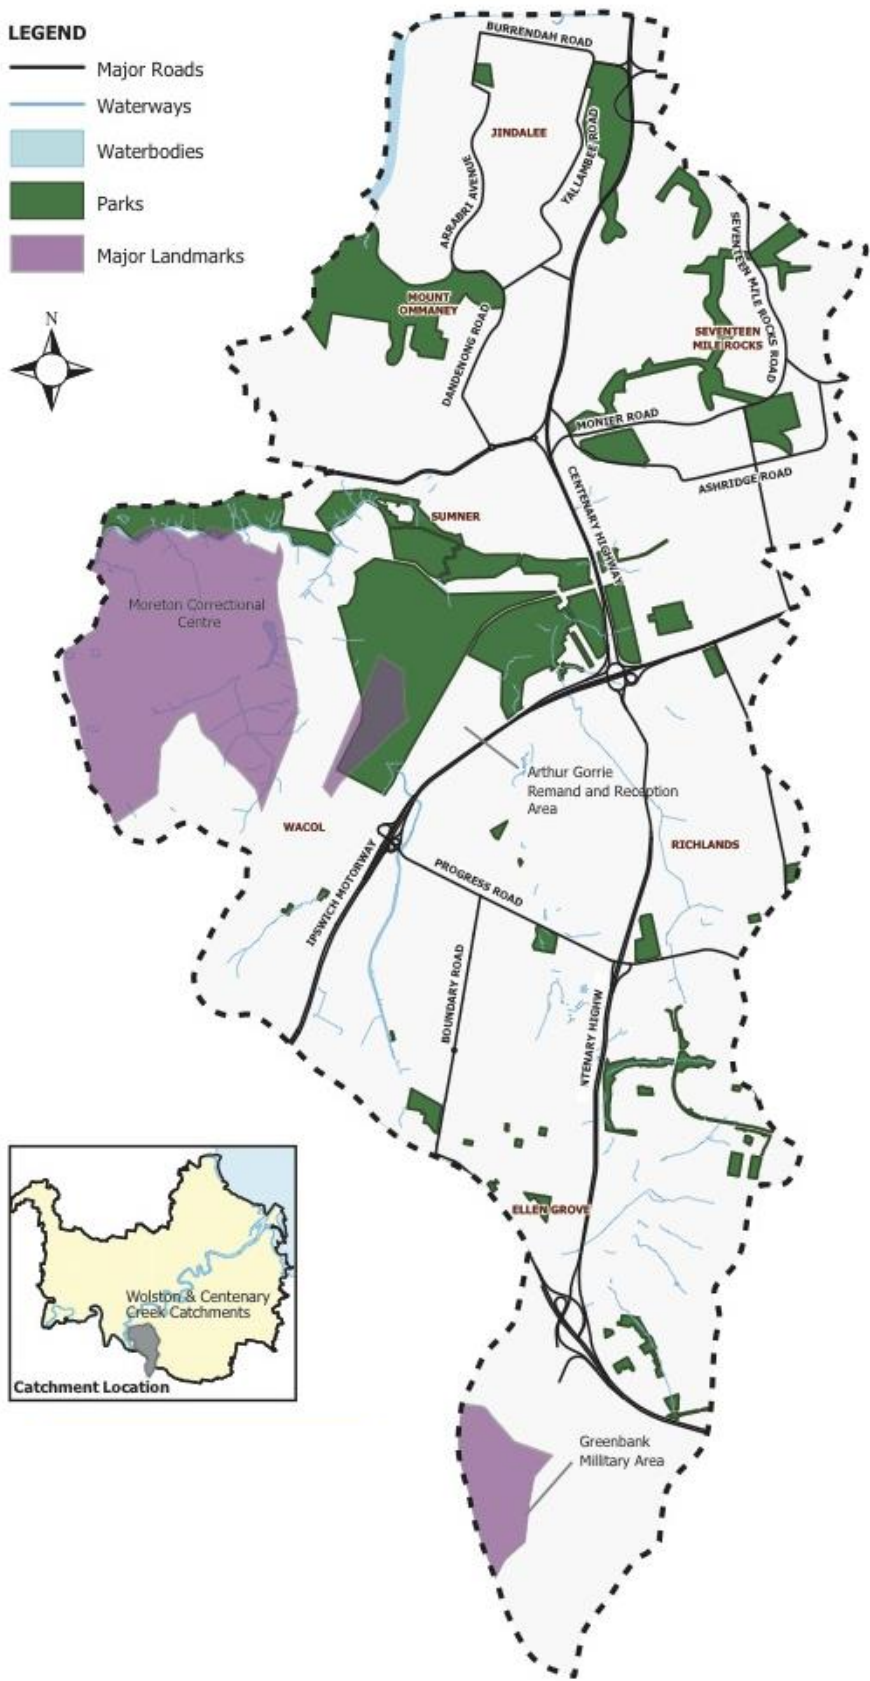 LEGEND
Major Roads
Waterways
Waterbodies
Parks
Major Landmarks
N
BURRENDAH ROAD
JINDALEE
YALLAMBEE ROAD
ARRABRI AVENUE
SEVENTEEN MILE ROCKS ROAD
MOUNT
OMMANEY
SEVENTEEN
MILE ROCKS
DANDENONG ROAD
MONIER ROAD
ASHRIDGE ROAD
CENTENARY HIGHWAY
SUMNER
Moreton Correctional
Centre
Arthur Gorrie
Remand and Reception
Area
WACOL
RICHLANDS
IPSWICH MOTORWAY
PROGRESS ROAD
BOUNDARY ROAD
NTENARY HIGHW
ELLEN GROVE
Wolston & Centenary
Creek Catchments
Catchment Location
Greenbank
Millitary Area